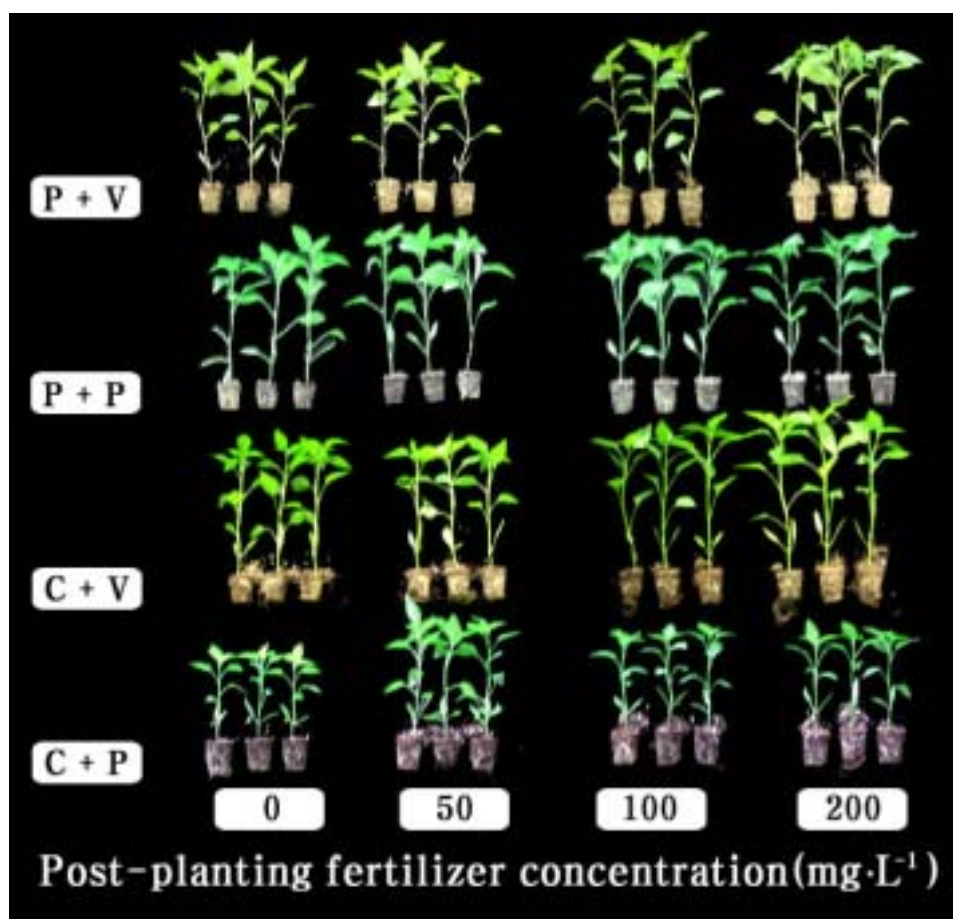 P + V
P + P
C + V
C + P
0 50 100 200
Post-planting fertilizer concentration(mg·L⁻¹)